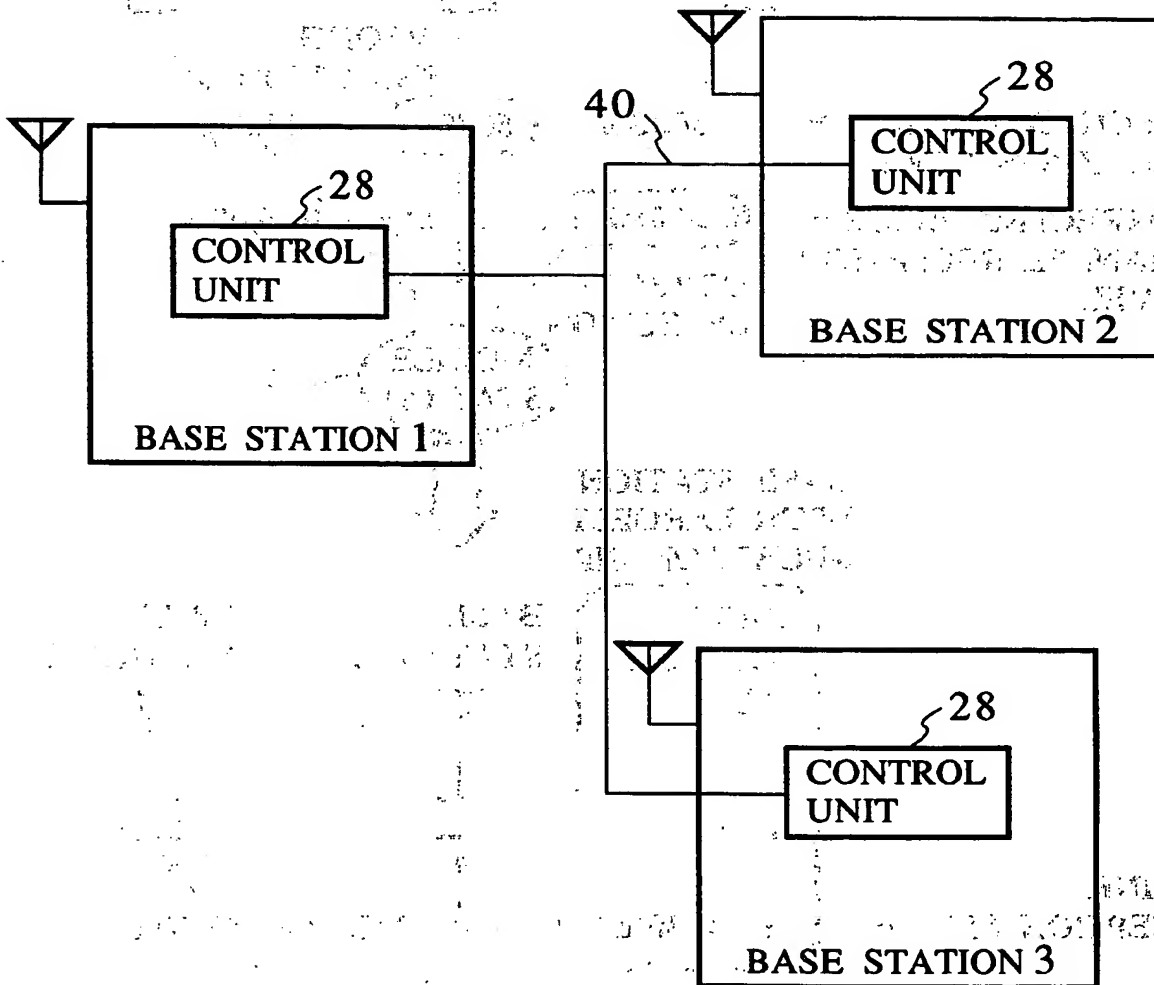 28
CONTROL
UNIT
BASE STATION 1
40
28
CONTROL
UNIT
BASE STATION 2
28
CONTROL
UNIT
BASE STATION 3